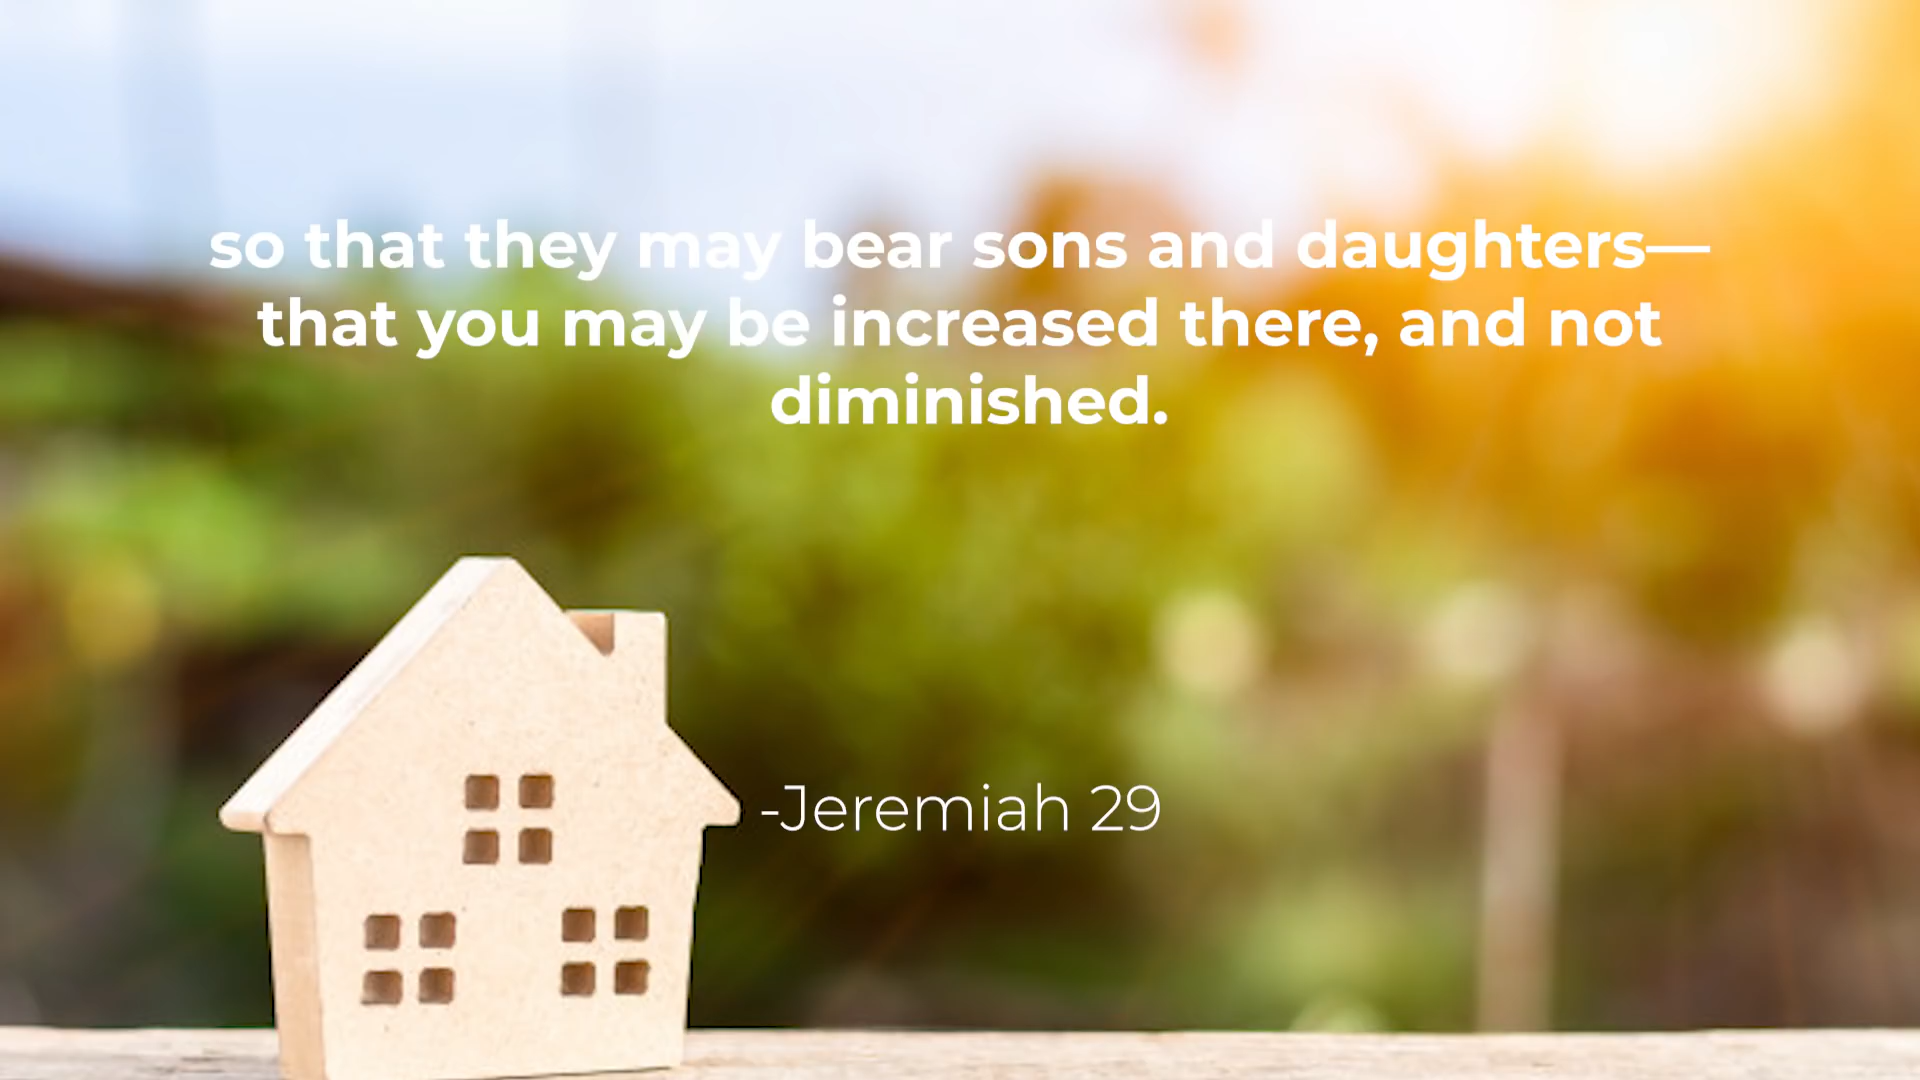 so that they may bear sons and daughters—
that you may be increased there, and not
diminished.
-Jeremiah 29